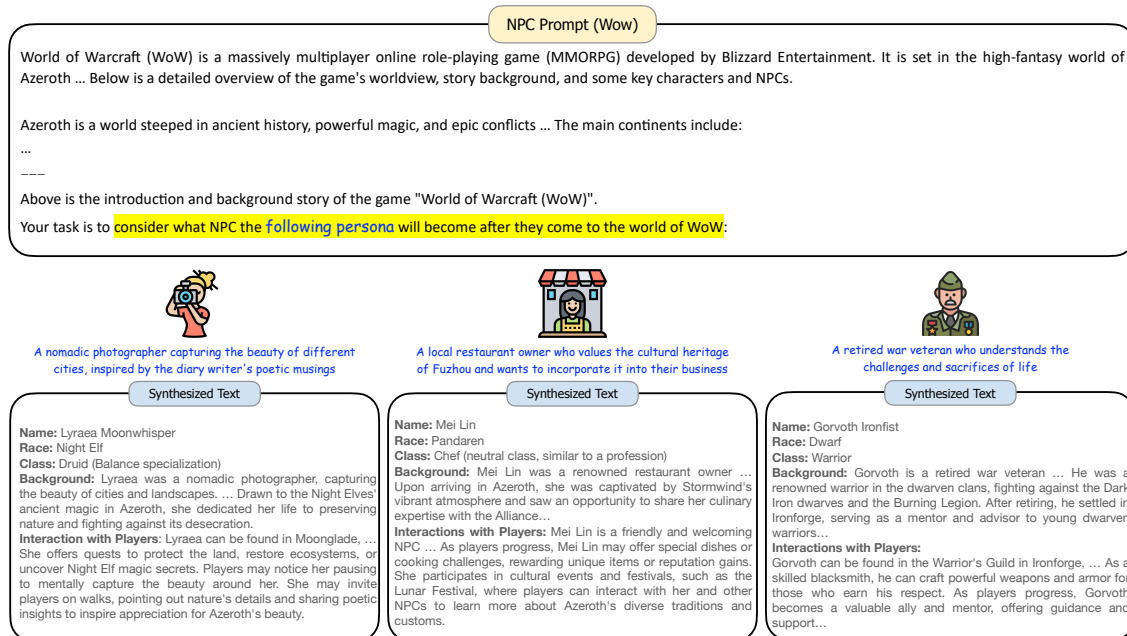 NPC Prompt (Wow)
World of Warcraft (WoW) is a massively multiplayer online role-playing game (MMORPG) developed by Blizzard Entertainment. It is set in the high-fantasy world of
Azeroth ... Below is a detailed overview of the game's worldview, story background, and some key characters and NPCs.
Azeroth is a world steeped in ancient history, powerful magic, and epic conflicts ... The main continents include:
...
---
Above is the introduction and background story of the game "World of Warcraft (WoW)".
Your task is to consider what NPC the following persona will become after they come to the world of WoW:
A nomadic photographer capturing the beauty of different
cities, inspired by the diary writer's poetic musings
Synthesized Text
Name: Lyraea Moonwhisper
Race: Night Elf
Class: Druid (Balance specialization)
Background: Lyraea was a nomadic photographer, capturing
the beauty of cities and landscapes. ... Drawn to the Night Elves'
ancient magic in Azeroth, she dedicated her life to preserving
nature and fighting against its desecration.
Interaction with Players: Lyraea can be found in Moonglade, ...
She offers quests to protect the land, restore ecosystems, or
uncover Night Elf magic secrets. Players may notice her pausing
to mentally capture the beauty around her. She may invite
players on walks, pointing out nature's details and sharing poetic
insights to inspire appreciation for Azeroth's beauty.
A local restaurant owner who values the cultural heritage
of Fuzhou and wants to incorporate it into their business
Synthesized Text
Name: Mei Lin
Race: Pandaren
Class: Chef (neutral class, similar to a profession)
Background: Mei Lin was a renowned restaurant owner ...
Upon arriving in Azeroth, she was captivated by Stormwind's
vibrant atmosphere and saw an opportunity to share her culinary
expertise with the Alliance...
Interactions with Players: Mei Lin is a friendly and welcoming
NPC ... As players progress, Mei Lin may offer special dishes or
cooking challenges, rewarding unique items or reputation gains.
She participates in cultural events and festivals, such as the
Lunar Festival, where players can interact with her and other
NPCs to learn more about Azeroth's diverse traditions and
customs.
A retired war veteran who understands the
challenges and sacrifices of life
Synthesized Text
Name: Gorvoth Ironfist
Race: Dwarf
Class: Warrior
Background: Gorvoth is a retired war veteran ... He was a
renowned warrior in the dwarven clans, fighting against the Dark
Iron dwarves and the Burning Legion. After retiring, he settled in
Ironforge, serving as a mentor and advisor to young dwarven
warriors...
Interactions with Players:
Gorvoth can be found in the Warrior's Guild in Ironforge, ... As a
skilled blacksmith, he can craft powerful weapons and armor for
those who earn his respect. As players progress, Gorvoth
becomes a valuable ally and mentor, offering guidance and
support...